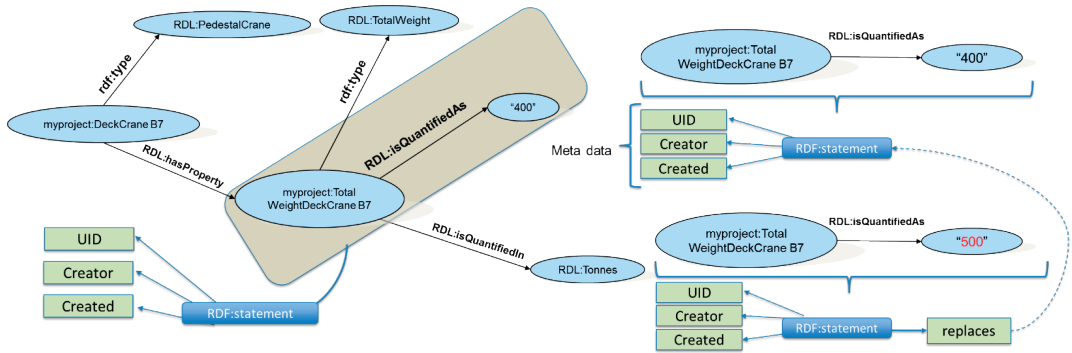 RDL:PedestalCrane
RDL:TotalWeight
rdf:type
rdf:type
myproject:DeckCrane B7
RDL:hasProperty
RDL:isQuantifiedAs
“400”
myproject:Total
WeightDeckCrane B7
RDL:isQuantifiedIn
RDL:Tonnes
UID
Creator
Created
RDF:statement
myproject:Total
WeightDeckCrane B7
RDL:isQuantifiedAs
“400”
Meta data
UID
Creator
Created
RDF:statement
myproject:Total
WeightDeckCrane B7
RDL:isQuantifiedAs
“500”
UID
Creator
Created
RDF:statement
replaces